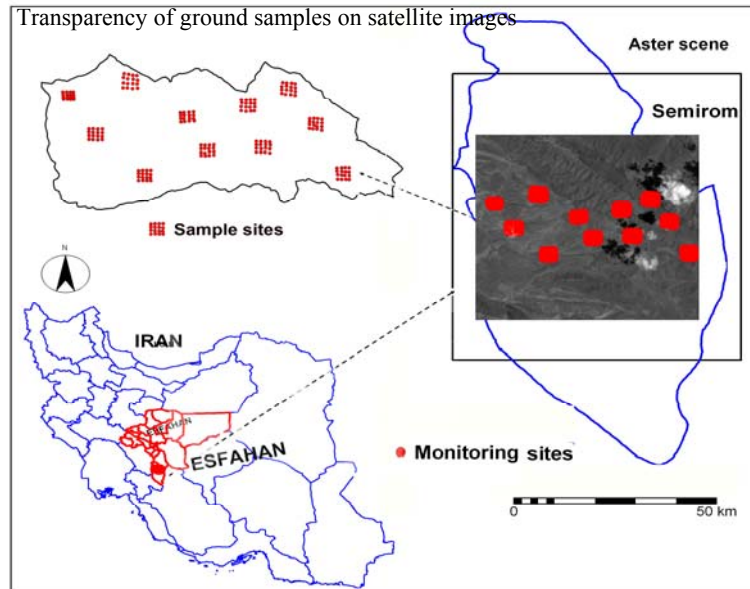 Transparency of ground samples on satellite images
Aster scene
Semirom
Sample sites
N
IRAN
ESFAHAN
ESFAHAN
Monitoring sites
0 50 km